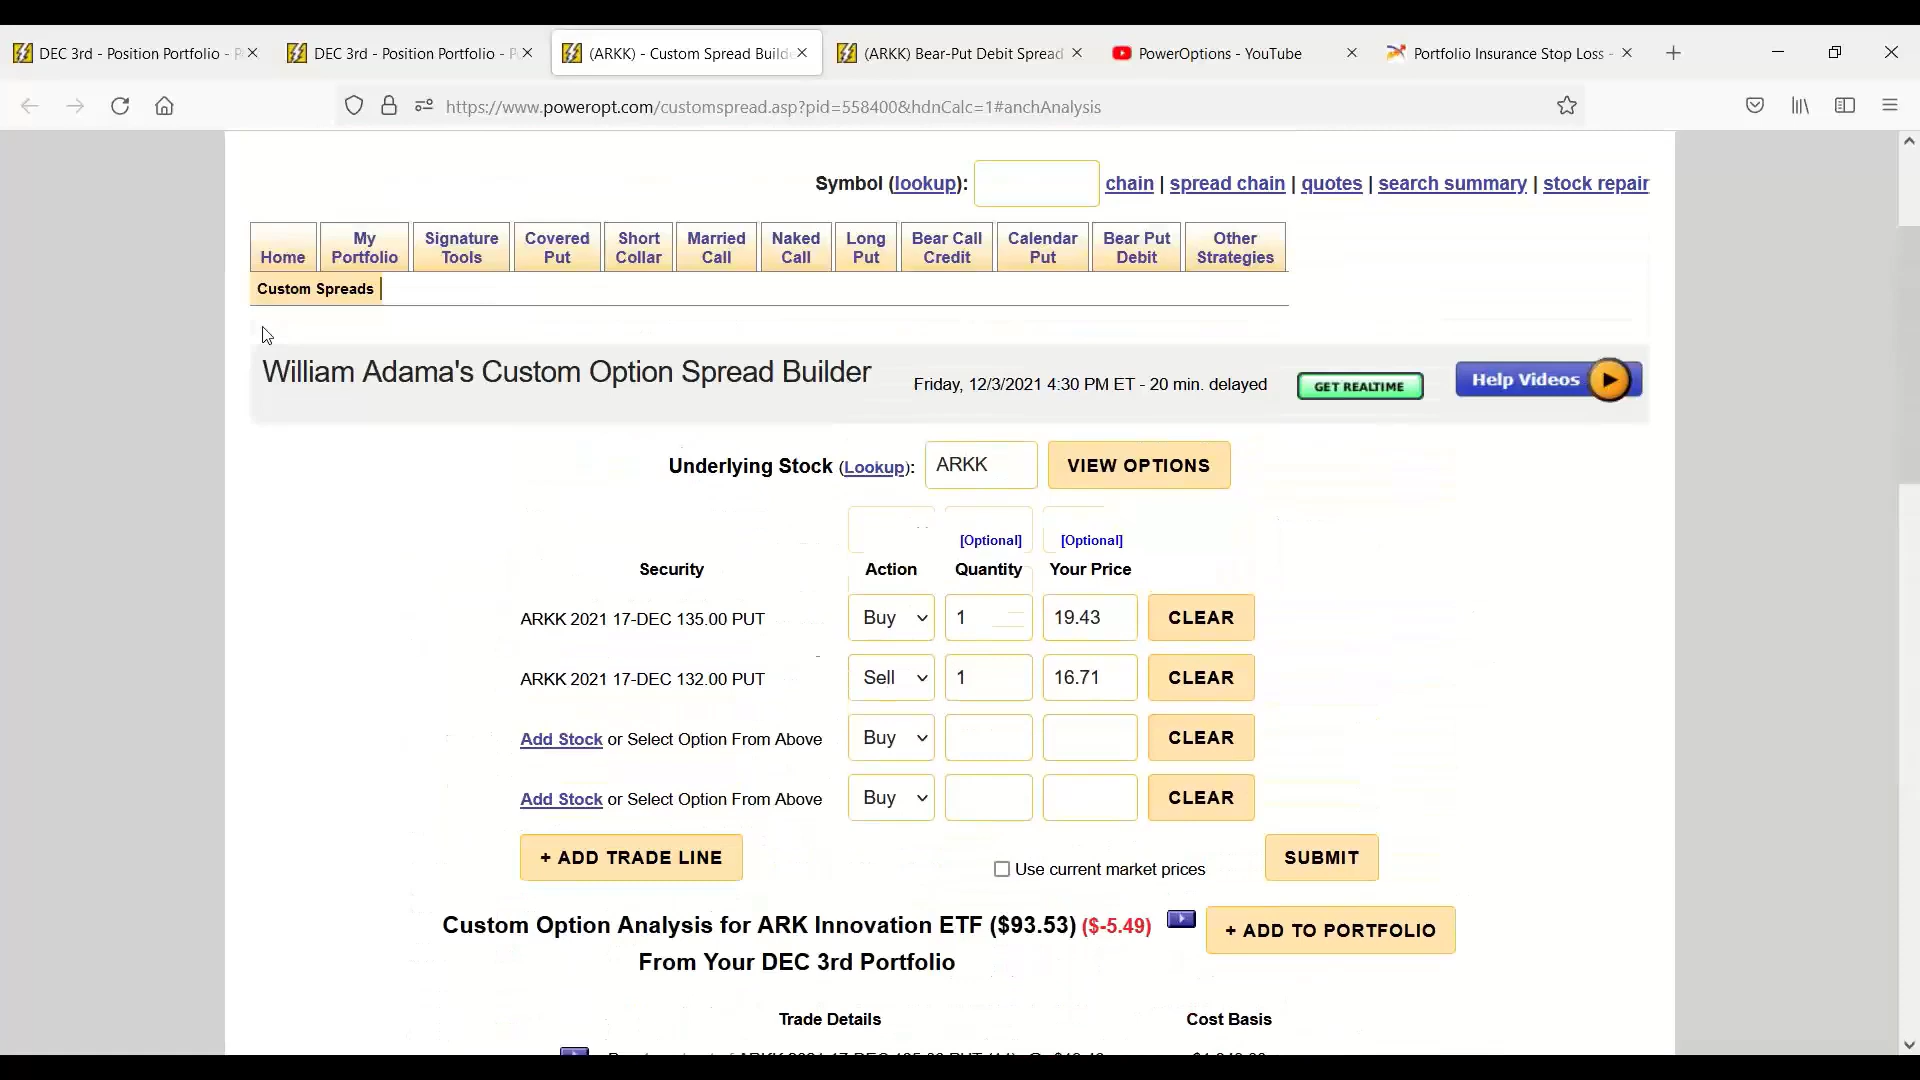 DEC 3rd - Position Portfolio - P
DEC 3rd - Position Portfolio - P
(ARKK) - Custom Spread Builde
(ARKK) Bear-Put Debit Spread
PowerOptions - YouTube
Portfolio Insurance Stop Loss -
https://www.poweropt.com/customspread.asp?pid=558400&hdnCalc=1#anchAnalysis
Symbol (lookup): chain | spread chain | quotes | search summary | stock repair
Home
My Portfolio
Signature Tools
Covered Put
Short Collar
Married Call
Naked Call
Long Put
Bear Call Credit
Calendar Put
Bear Put Debit
Other Strategies
Custom Spreads
William Adama's Custom Option Spread Builder
Friday, 12/3/2021 4:30 PM ET - 20 min. delayed
GET REALTIME
Help Videos
Underlying Stock (Lookup): ARKK VIEW OPTIONS
[Optional] [Optional]
Security Action Quantity Your Price
ARKK 2021 17-DEC 135.00 PUT Buy 1 19.43 CLEAR
ARKK 2021 17-DEC 132.00 PUT Sell 1 16.71 CLEAR
Add Stock or Select Option From Above Buy CLEAR
Add Stock or Select Option From Above Buy CLEAR
+ ADD TRADE LINE Use current market prices SUBMIT
Custom Option Analysis for ARK Innovation ETF ($93.53) ($-5.49)
+ ADD TO PORTFOLIO
From Your DEC 3rd Portfolio
Trade Details Cost Basis